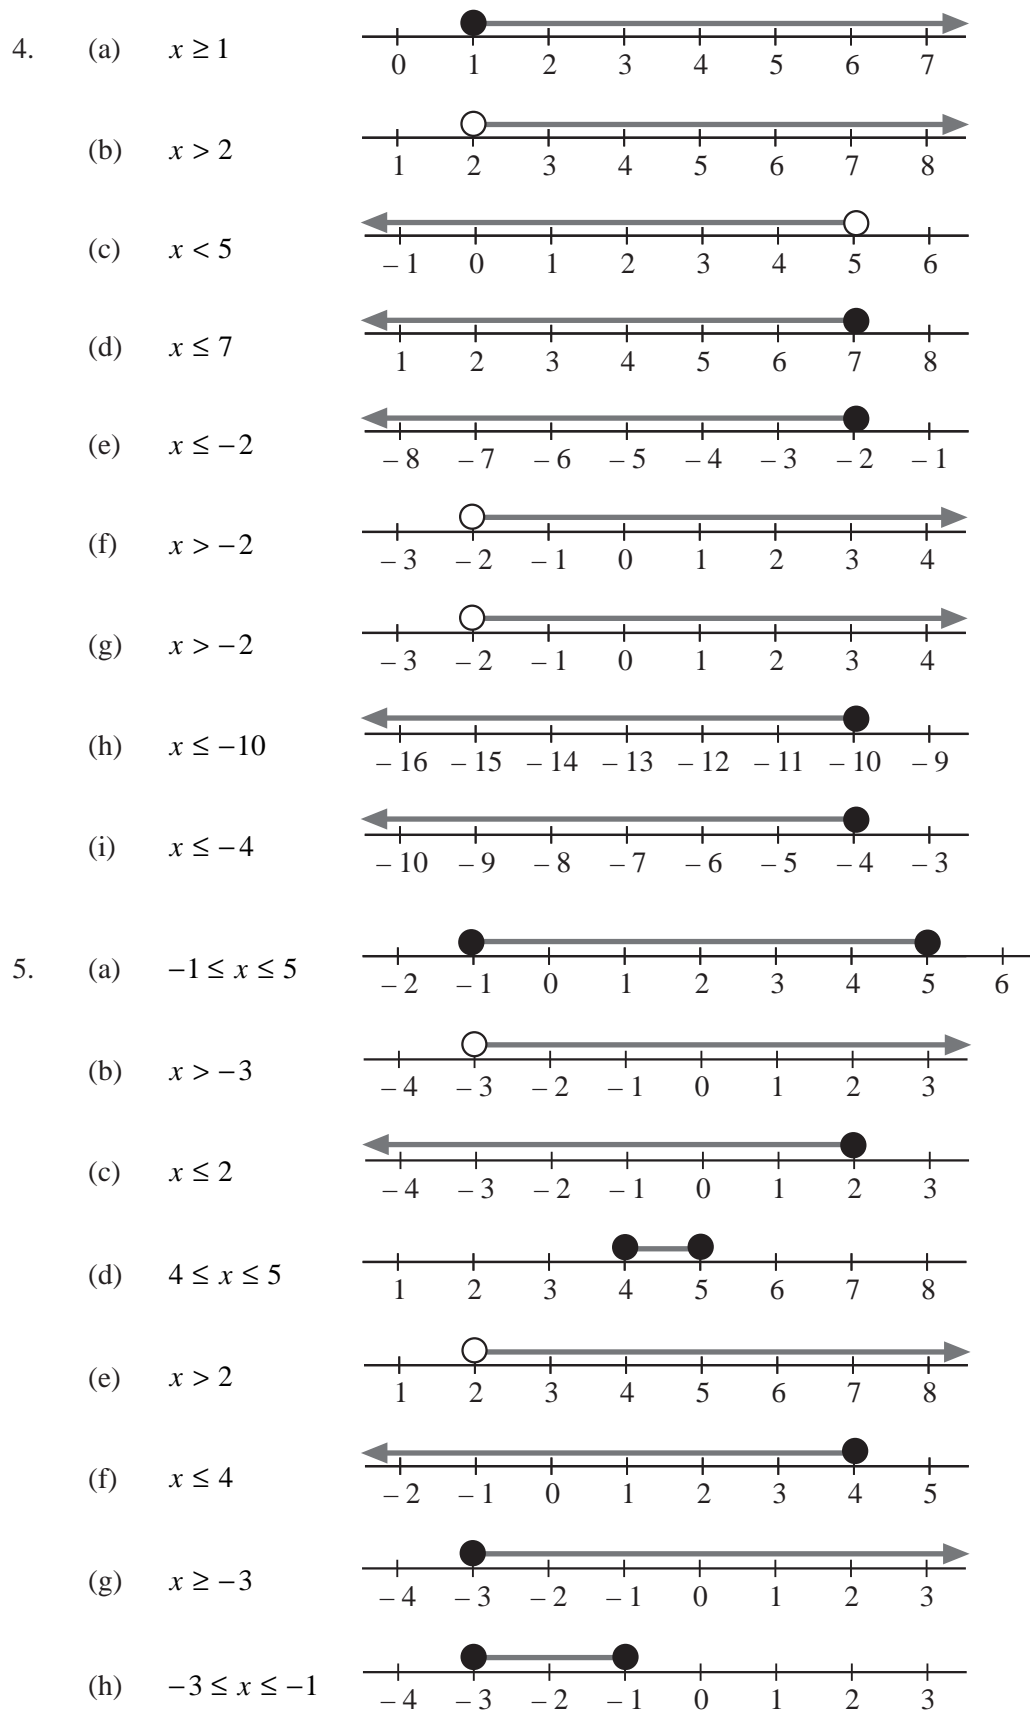 4. (a) x ≥ 1
0 1 2 3 4 5 6 7
(b) x > 2
1 2 3 4 5 6 7 8
(c) x < 5
– 1 0 1 2 3 4 5 6
(d) x ≤ 7
1 2 3 4 5 6 7 8
(e) x ≤ −2
– 8 – 7 – 6 – 5 – 4 – 3 – 2 – 1
(f) x > −2
– 3 – 2 – 1 0 1 2 3 4
(g) x > −2
– 3 – 2 – 1 0 1 2 3 4
(h) x ≤ −10
– 16 – 15 – 14 – 13 – 12 – 11 – 10 – 9
(i) x ≤ −4
– 10 – 9 – 8 – 7 – 6 – 5 – 4 – 3
5. (a) −1 ≤ x ≤ 5
– 2 – 1 0 1 2 3 4 5 6
(b) x > −3
– 4 – 3 – 2 – 1 0 1 2 3
(c) x ≤ 2
– 4 – 3 – 2 – 1 0 1 2 3
(d) 4 ≤ x ≤ 5
1 2 3 4 5 6 7 8
(e) x > 2
1 2 3 4 5 6 7 8
(f) x ≤ 4
– 2 – 1 0 1 2 3 4 5
(g) x ≥ −3
– 4 – 3 – 2 – 1 0 1 2 3
(h) −3 ≤ x ≤ −1
– 4 – 3 – 2 – 1 0 1 2 3